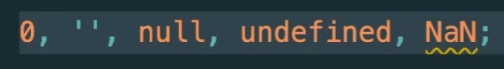 0, '', null, undefined, NaN;